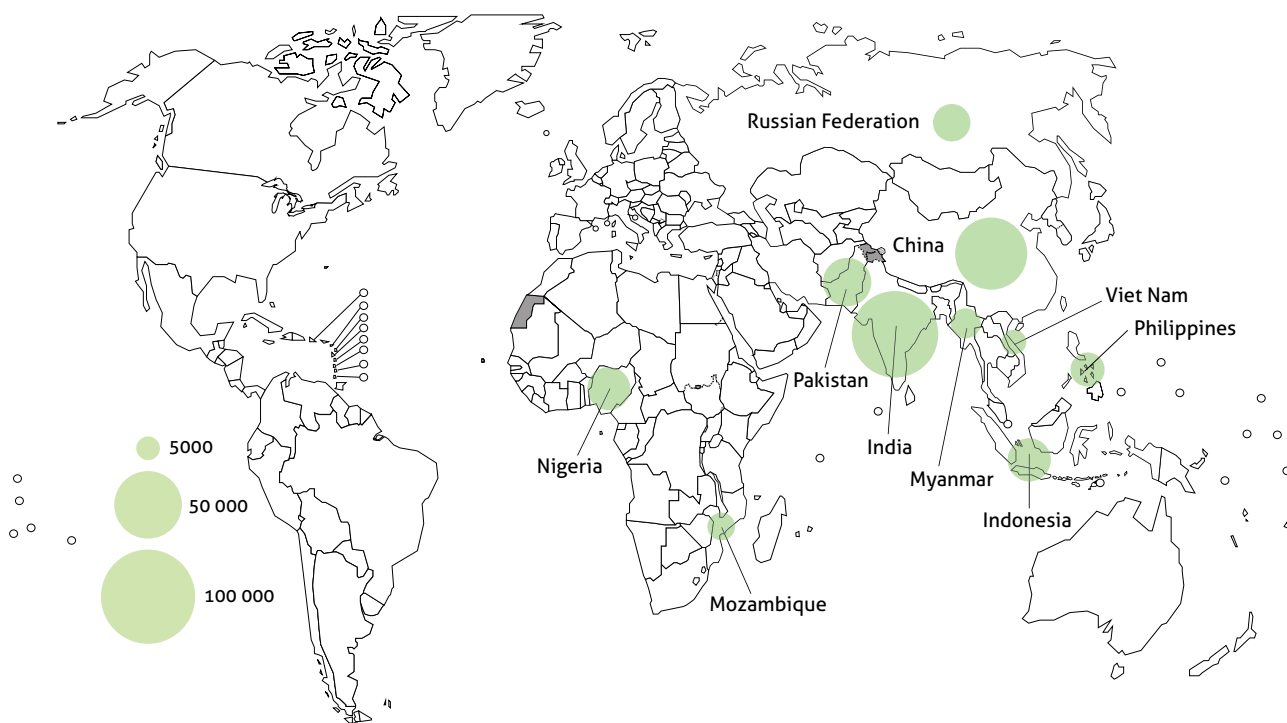 Russian Federation
China
Viet Nam
Philippines
Pakistan
Nigeria
India
Myanmar
Indonesia
Mozambique
5000
50 000
100 000